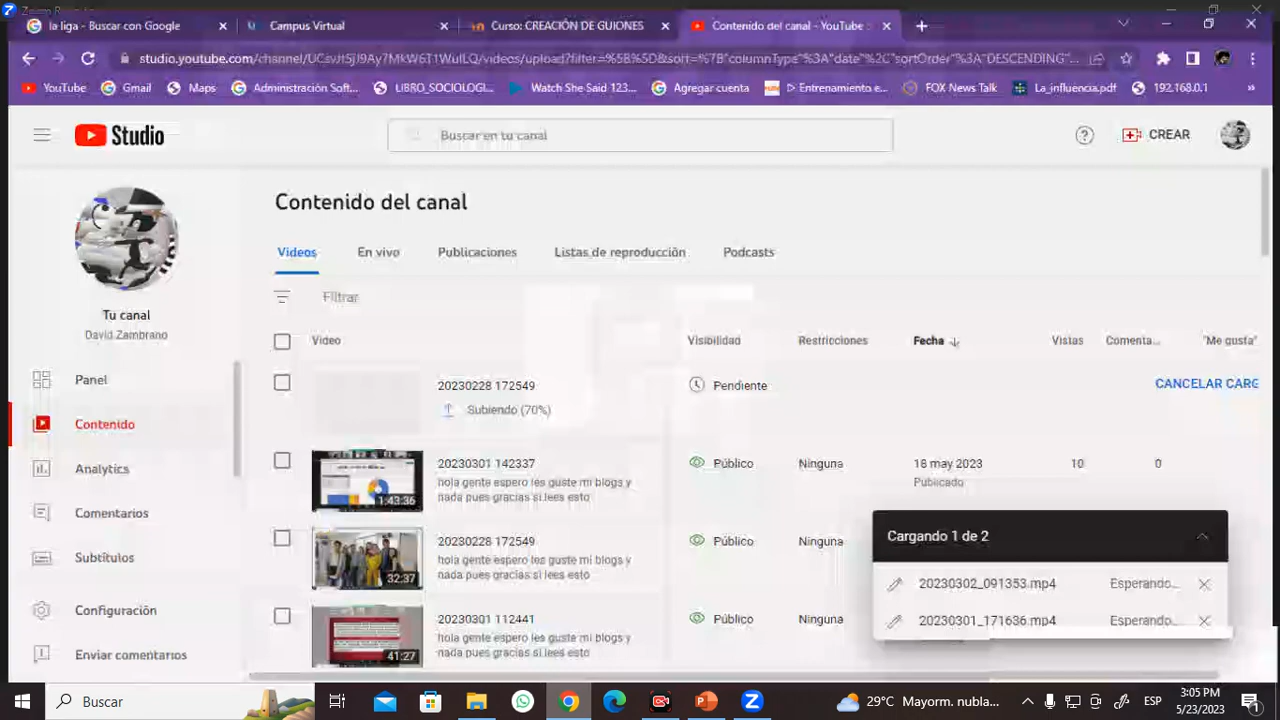 la liga - Buscar con Google
Campus Virtual
Curso: CREACIÓN DE GUIONES
Contenido del canal - YouTube
YouTube
Gmail
Maps
Administración Soft...
LIBRO_SOCIOLOGI...
Watch She Said 123...
Agregar cuenta
▷ Entrenamiento e...
FOX News Talk
La_influencia.pdf
192.168.0.1
»
Studio
Buscar en tu canal
CREAR
Contenido del canal
Videos
En vivo
Publicaciones
Listas de reproducción
Podcasts
Filtrar
Tu canal
David Zambrano
Panel
Contenido
Analytics
Comentarios
Subtítulos
Configuración
Enviar comentarios
Video
Visibilidad
Restricciones
Fecha
Vistas
Comenta...
"Me gusta"
20230228 172549
Subiendo (70%)
Pendiente
CANCELAR CARG
20230301 142337
hola gente espero les guste mi blogs y
nada pues gracias si lees esto
1:43:36
Público
Ninguna
18 may 2023
Publicado
10
0
20230228 172549
hola gente espero les guste mi blogs y
nada pues gracias si lees esto
32:37
Público
Ninguna
20230301 112441
hola gente espero les guste mi blogs y
nada pues gracias si lees esto
41:27
Público
Ninguna
Cargando 1 de 2
20230302_091353.mp4
Esperando...
20230301_171636.mp4
Esperando...
Buscar
29°C Mayorm. nubla...
ESP
3:05 PM
5/23/2023